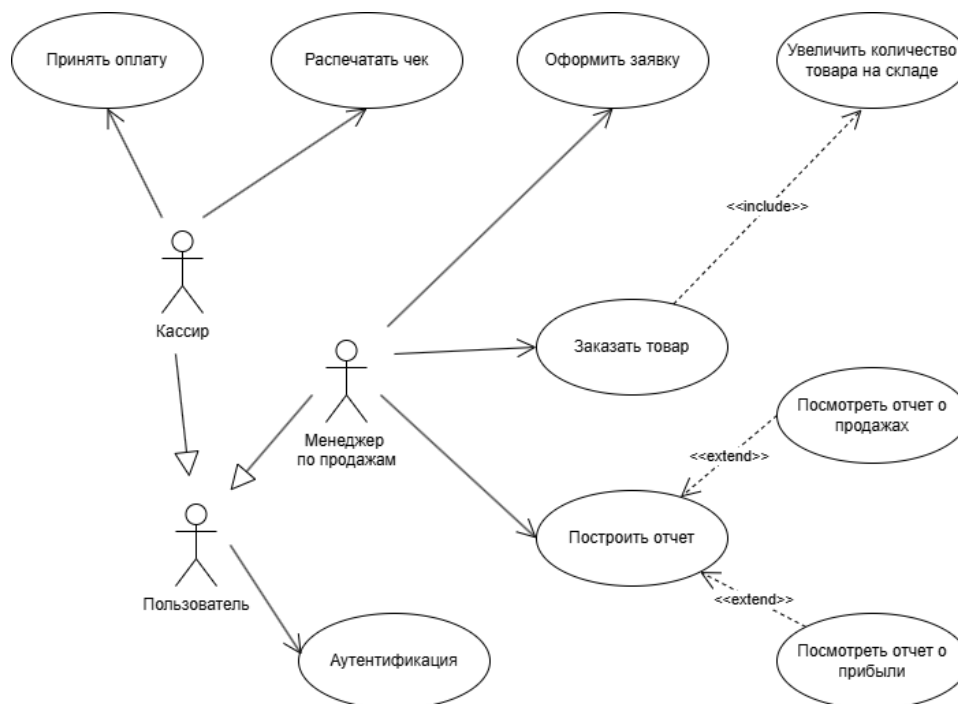 Принять оплату
Распечатать чек
Оформить заявку
Увеличить количество
товара на складе
<<include>>
Кассир
Заказать товар
Менеджер
по продажам
Посмотреть отчет о
продажах
<<extend>>
Построить отчет
<<extend>>
Пользователь
Аутентификация
Посмотреть отчет о
прибыли